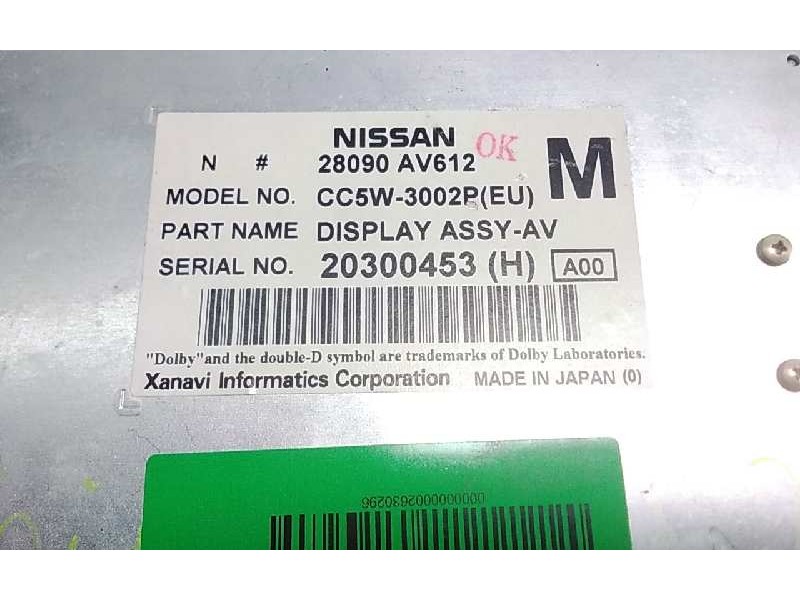 NISSAN OK
N # 28090 AV612 M
MODEL NO. CC5W-3002P(EU)
PART NAME DISPLAY ASSY-AV
SERIAL NO. 20300453 (H) A00
"Dolby"and the double-D symbol are trademarks of Dolby Laboratories.
Xanavi Informatics Corporation MADE IN JAPAN (0)